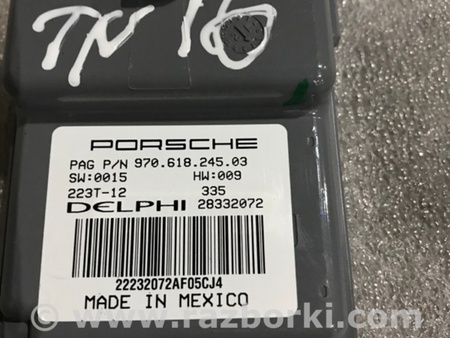 TN 16
PORSCHE
PAG P/N 970.618.245.03
SW:0015 HW:009
223T-12 335
DELPHI 28332072
22232072AF05CJ4
MADE IN MEXICO
www.razborki.com